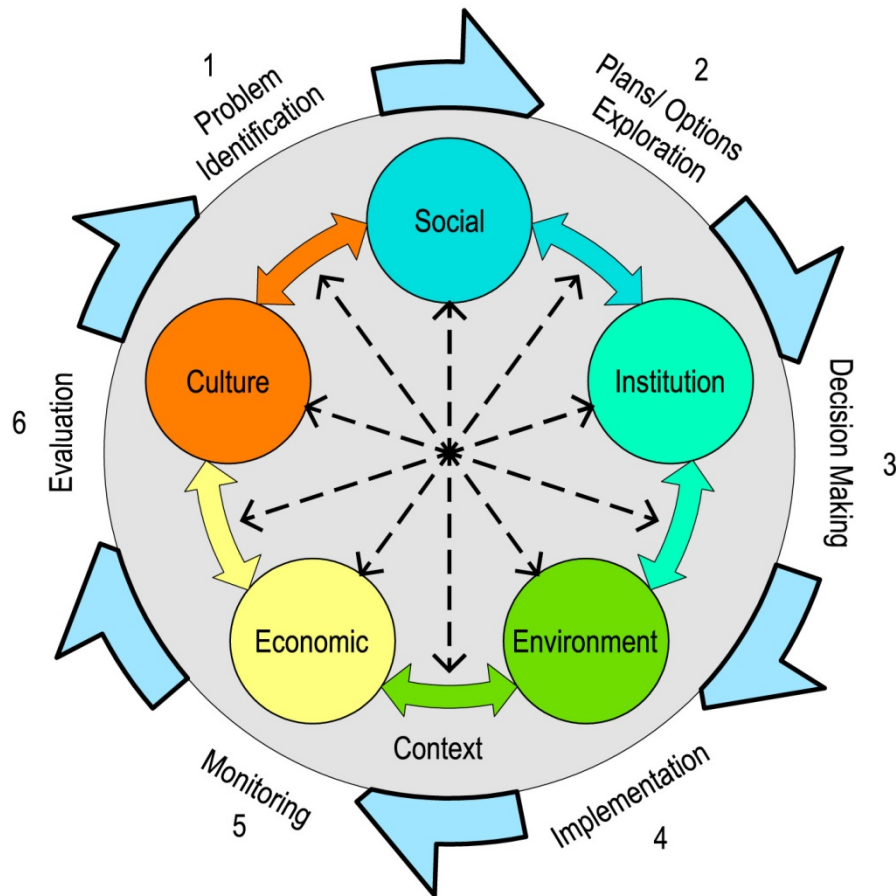 1
Problem
Identification
2
Plans/ Options
Exploration
Social
Culture
Institution
6
Evaluation
Decision Making
3
Economic
Environment
Context
Monitoring
5
Implementation
4